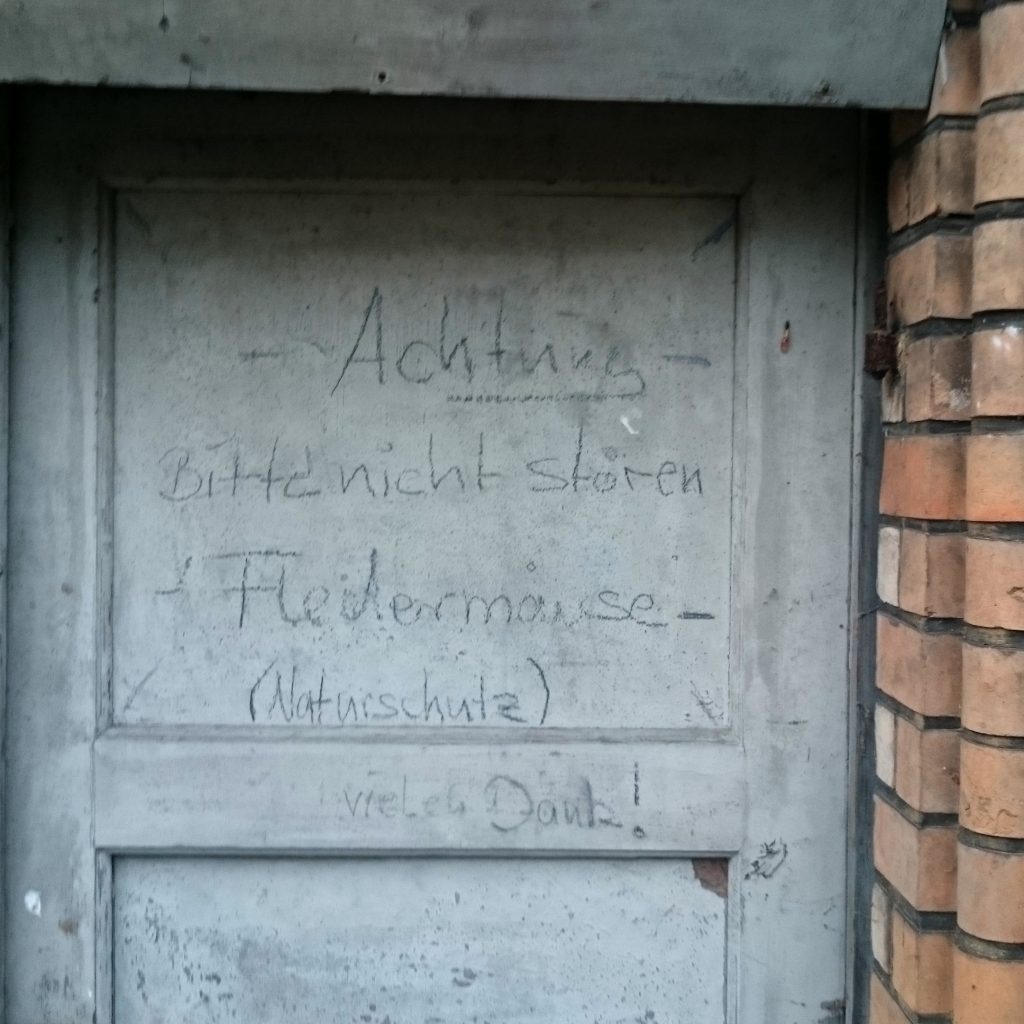 - Achtung -
Bitte nicht stören
- Fledermäuse -
(Naturschutz)
vielen Dank!